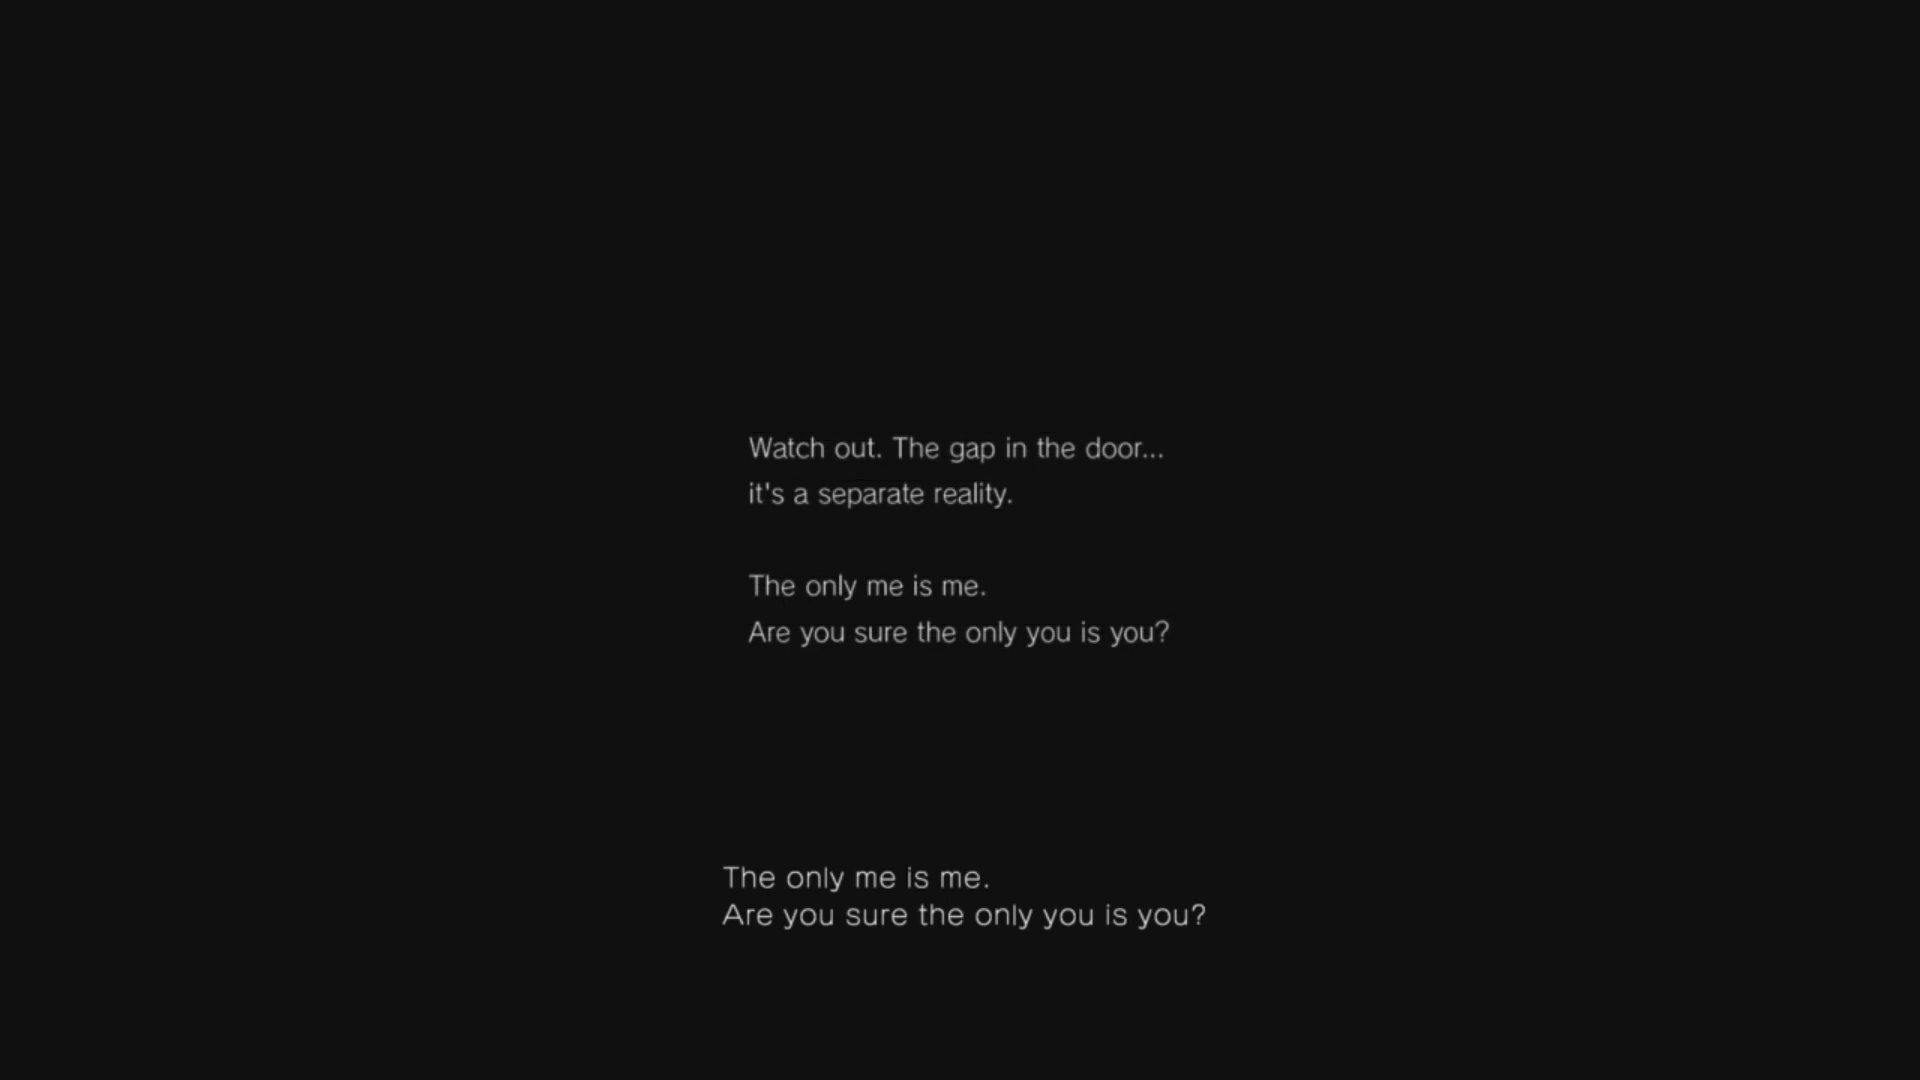 Watch out. The gap in the door...
it's a separate reality.
The only me is me.
Are you sure the only you is you?
The only me is me.
Are you sure the only you is you?